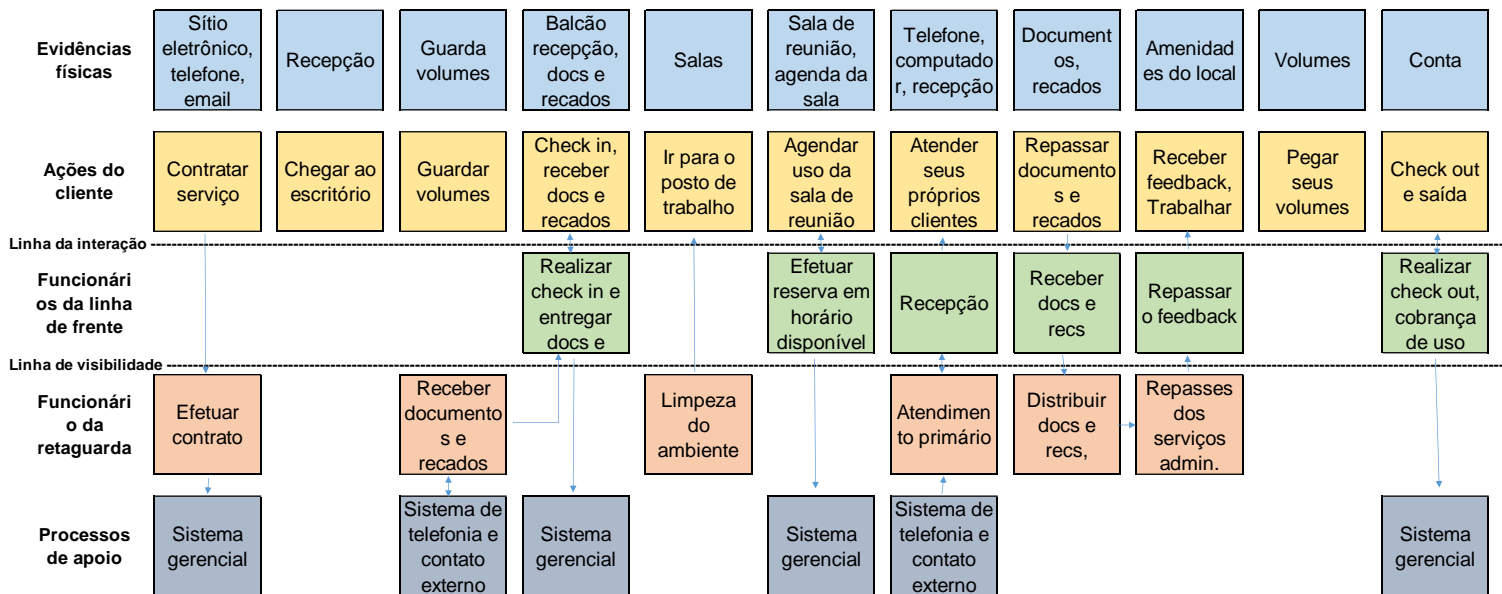 Evidências
físicas
Sítio
eletrônico,
telefone,
email
Recepção
Guarda
volumes
Balcão
recepção,
docs e
recados
Salas
Sala de
reunião,
agenda da
sala
Telefone,
computado
r, recepção
Document
os,
recados
Amenidad
es do local
Volumes
Conta
Ações do
cliente
Contratar
serviço
Chegar ao
escritório
Guardar
volumes
Check in,
receber
docs e
recados
Ir para o
posto de
trabalho
Agendar
uso da
sala de
reunião
Atender
seus
próprios
clientes
Repassar
documento
s e
recados
Receber
feedback,
Trabalhar
Pegar
seus
volumes
Check out
e saída
Linha da interação
Funcionári
os da linha
de frente
Realizar
check in e
entregar
docs e
Efetuar
reserva em
horário
disponível
Recepção
Receber
docs e
recs
Repassar
o feedback
Realizar
check out,
cobrança
de uso
Linha de visibilidade
Funcionári
o da
retaguarda
Efetuar
contrato
Receber
documento
s e
recados
Limpeza
do
ambiente
Atendimen
to primário
Distribuir
docs e
recs,
Repasses
dos
serviços
admin.
Processos
de apoio
Sistema
gerencial
Sistema de
telefonia e
contato
externo
Sistema
gerencial
Sistema
gerencial
Sistema de
telefonia e
contato
externo
Sistema
gerencial